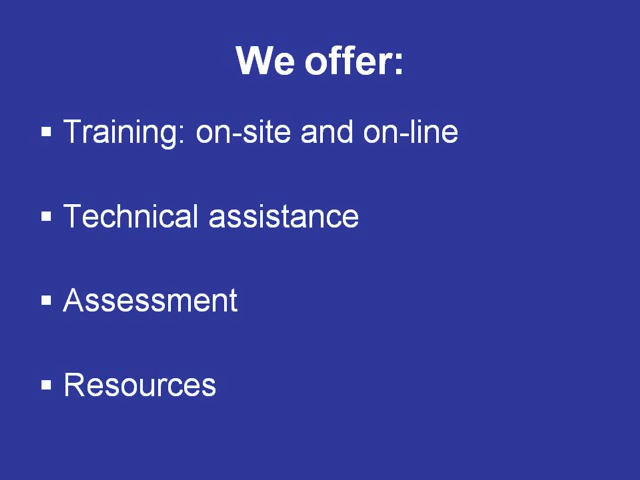 We offer:
▪ Training: on-site and on-line
▪ Technical assistance
▪ Assessment
▪ Resources